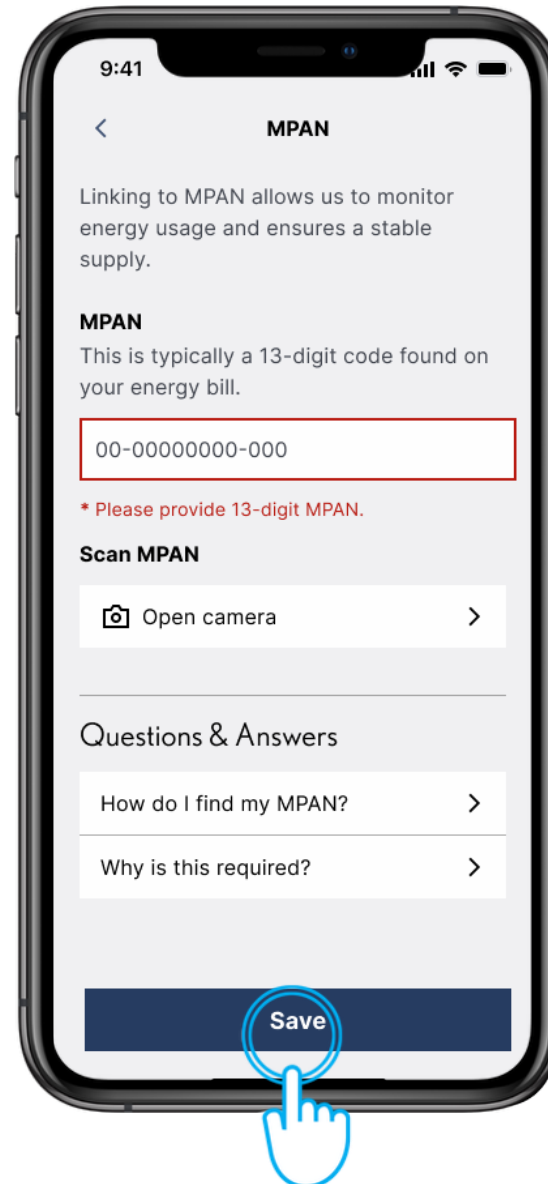 9:41
MPAN
Linking to MPAN allows us to monitor
energy usage and ensures a stable
supply.
MPAN
This is typically a 13-digit code found on
your energy bill.
00-00000000-000
* Please provide 13-digit MPAN.
Scan MPAN
Open camera
Questions & Answers
How do I find my MPAN?
Why is this required?
Save